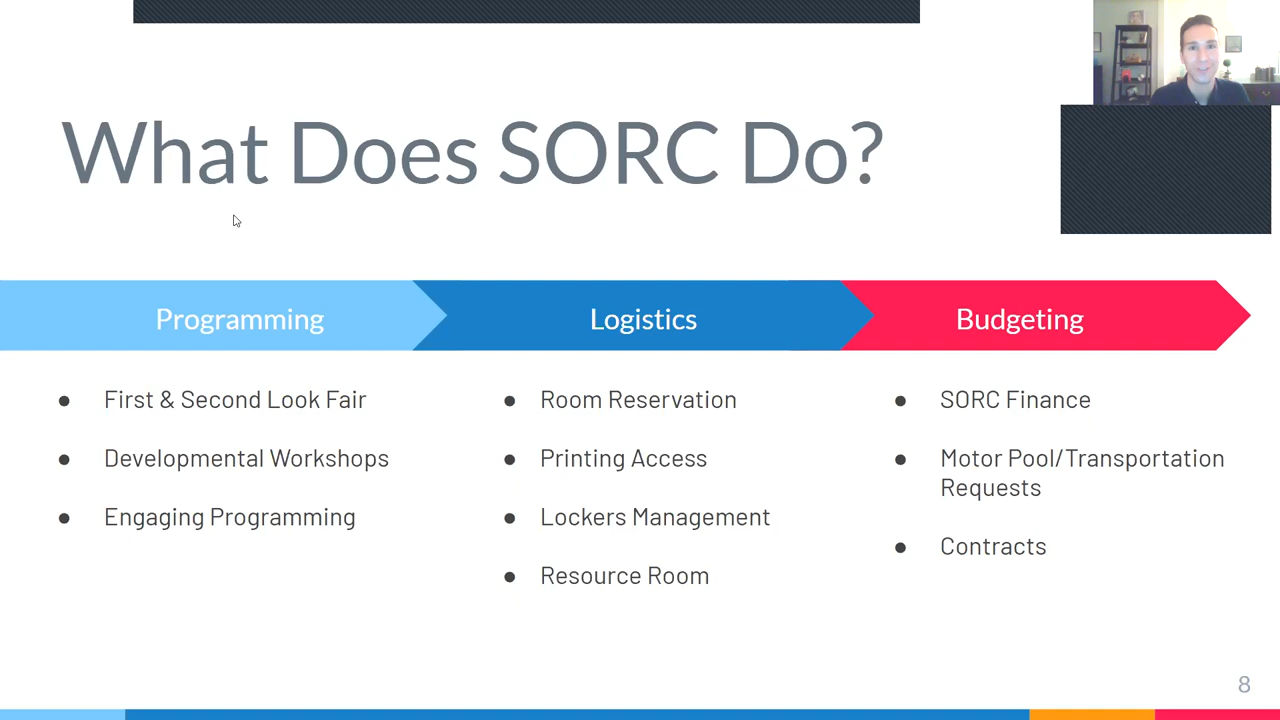 What Does SORC Do?
Programming
Logistics
Budgeting
● First & Second Look Fair
● Developmental Workshops
● Engaging Programming
● Room Reservation
● Printing Access
● Lockers Management
● Resource Room
● SORC Finance
● Motor Pool/Transportation
Requests
● Contracts
8